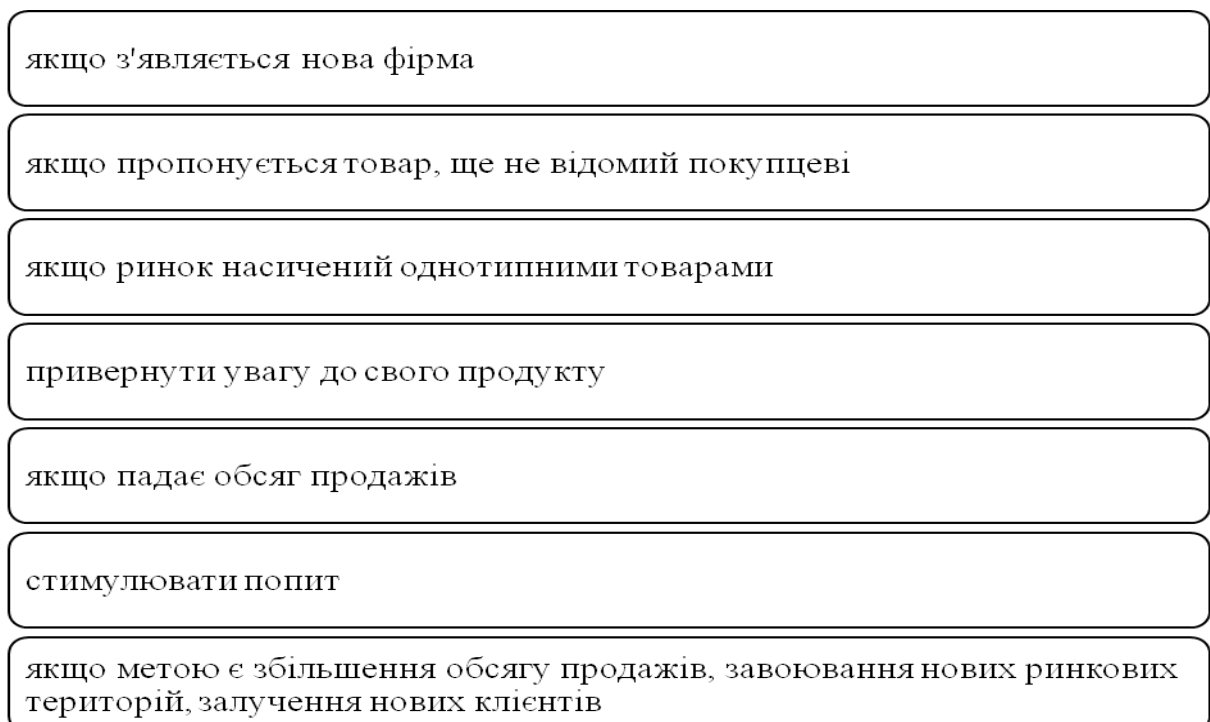 якщо з'являється нова фірма
якщо пропонується товар, ще не відомий покупцеві
якщо ринок насичений однотипними товарами
привернути увагу до свого продукту
якщо падає обсяг продажів
стимулювати попит
якщо метою є збільшення обсягу продажів, завоювання нових ринкових
територій, залучення нових клієнтів